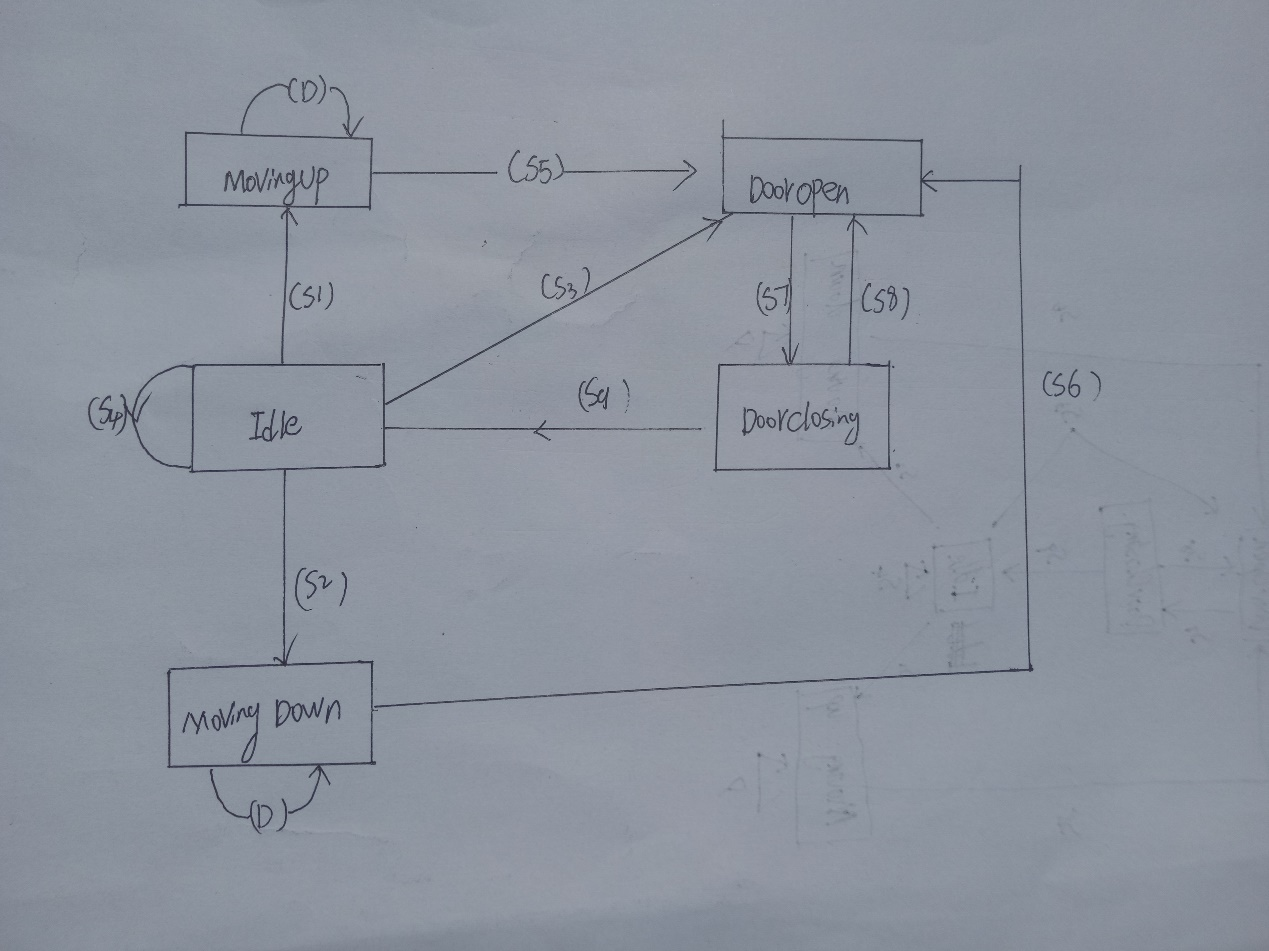 (D)
MovingUp
(S5)
Dooropen
(S1)
(S3)
(S7)
(S8)
(S4)
Idle
(S9)
Doorclosing
(S6)
(S2)
Moving Down
(D)